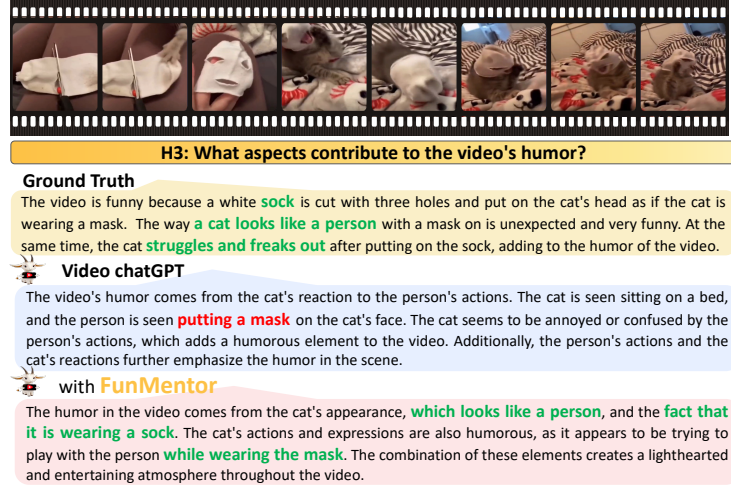 H3: What aspects contribute to the video's humor?
Ground Truth
The video is funny because a white sock is cut with three holes and put on the cat's head as if the cat is
wearing a mask. The way a cat looks like a person with a mask on is unexpected and very funny. At the
same time, the cat struggles and freaks out after putting on the sock, adding to the humor of the video.
Video chatGPT
The video's humor comes from the cat's reaction to the person's actions. The cat is seen sitting on a bed,
and the person is seen putting a mask on the cat's face. The cat seems to be annoyed or confused by the
person's actions, which adds a humorous element to the video. Additionally, the person's actions and the
cat's reactions further emphasize the humor in the scene.
with FunMentor
The humor in the video comes from the cat's appearance, which looks like a person, and the fact that
it is wearing a sock. The cat's actions and expressions are also humorous, as it appears to be trying to
play with the person while wearing the mask. The combination of these elements creates a lighthearted
and entertaining atmosphere throughout the video.